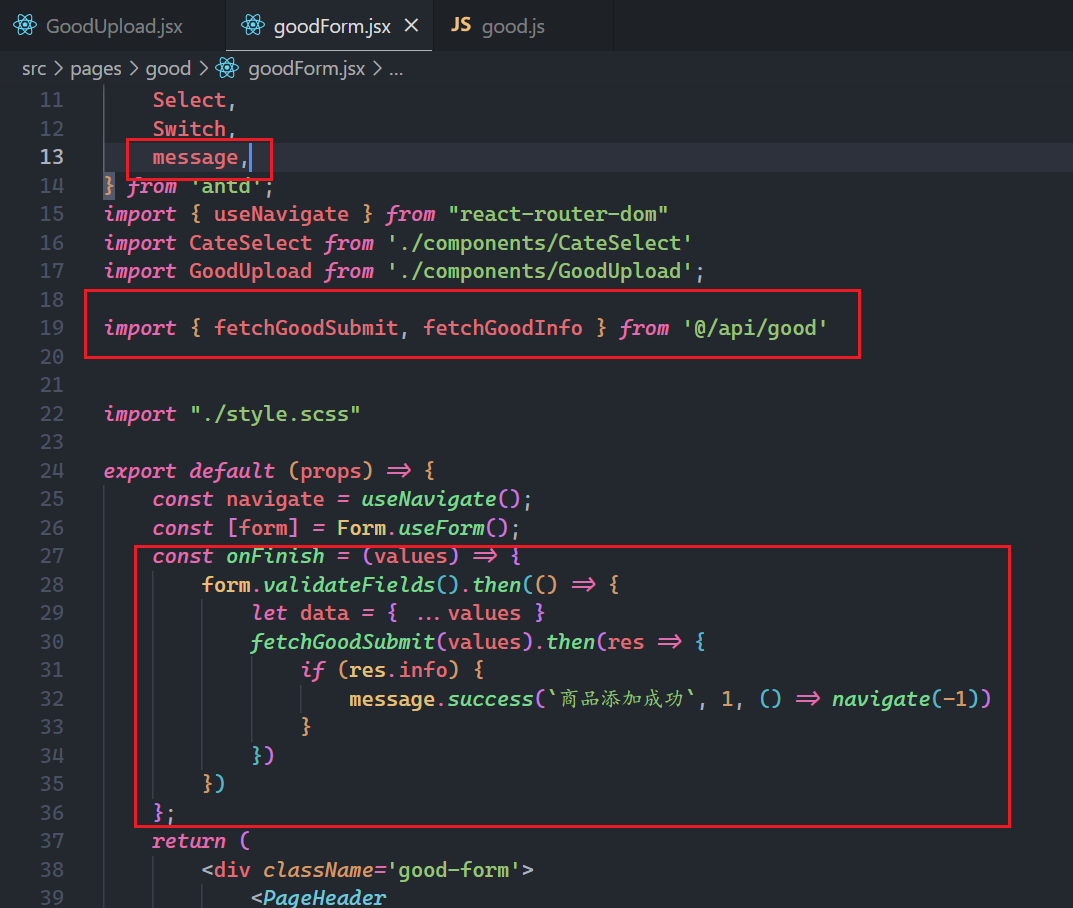 GoodUpload.jsx goodForm.jsx JS good.js
src > pages > good > goodForm.jsx > ...
11 Select,
12 Switch,
13 message,
14 } from 'antd';
15 import { useNavigate } from "react-router-dom"
16 import CateSelect from './components/CateSelect'
17 import GoodUpload from './components/GoodUpload';
18
19 import { fetchGoodSubmit, fetchGoodInfo } from '@/api/good'
20
21
22 import "./style.scss"
23
24 export default (props) => {
25 const navigate = useNavigate();
26 const [form] = Form.useForm();
27 const onFinish = (values) => {
28 form.validateFields().then(() => {
29 let data = { ...values }
30 fetchGoodSubmit(values).then(res => {
31 if (res.info) {
32 message.success(`商品添加成功`, 1, () => navigate(-1))
33 }
34 })
35 })
36 };
37 return (
38 <div className='good-form'>
39 <PageHeader